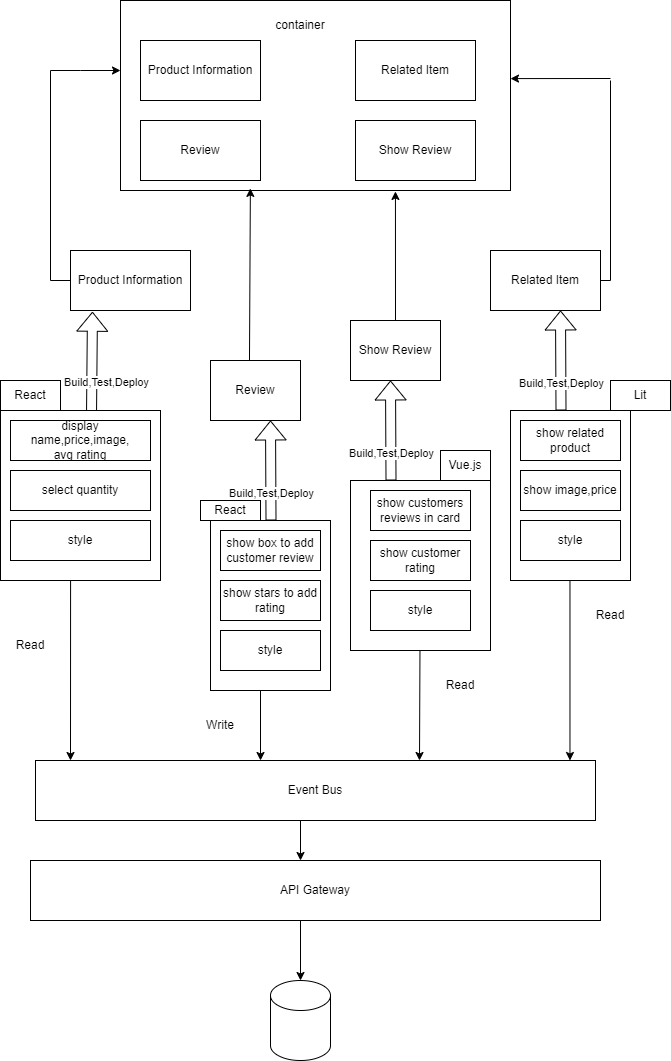 container
Product Information
Related Item
Review
Show Review
Product Information
Related Item
Show Review
Review
Build,Test,Deploy
React
display
name,price,image,
avg rating
select quantity
style
Build,Test,Deploy
React
show box to add
customer review
show stars to add
rating
style
Build,Test,Deploy
Vue.js
show customers
reviews in card
show customer
rating
style
Build,Test,Deploy
Lit
show related
product
show image,price
style
Read
Write
Read
Read
Event Bus
API Gateway